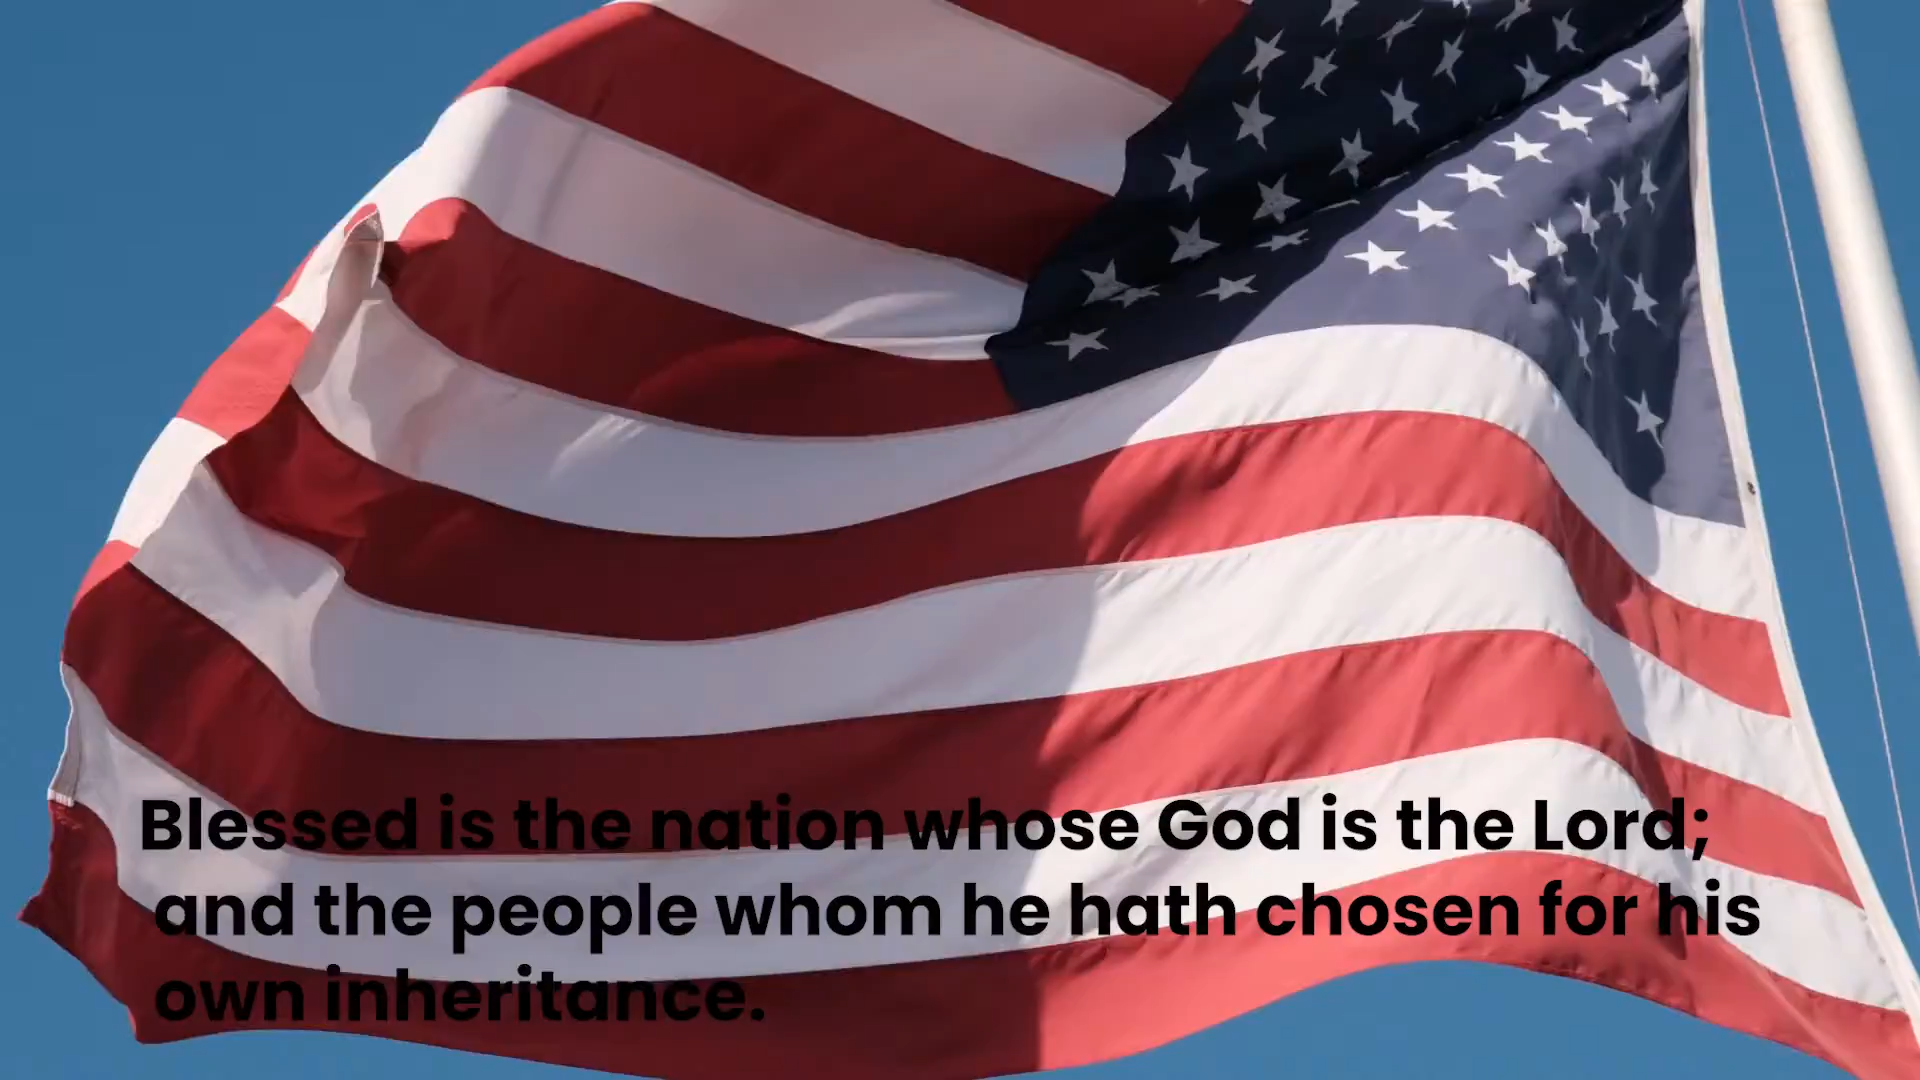 Blessed is the nation whose God is the Lord;
and the people whom he hath chosen for his
own inheritance.